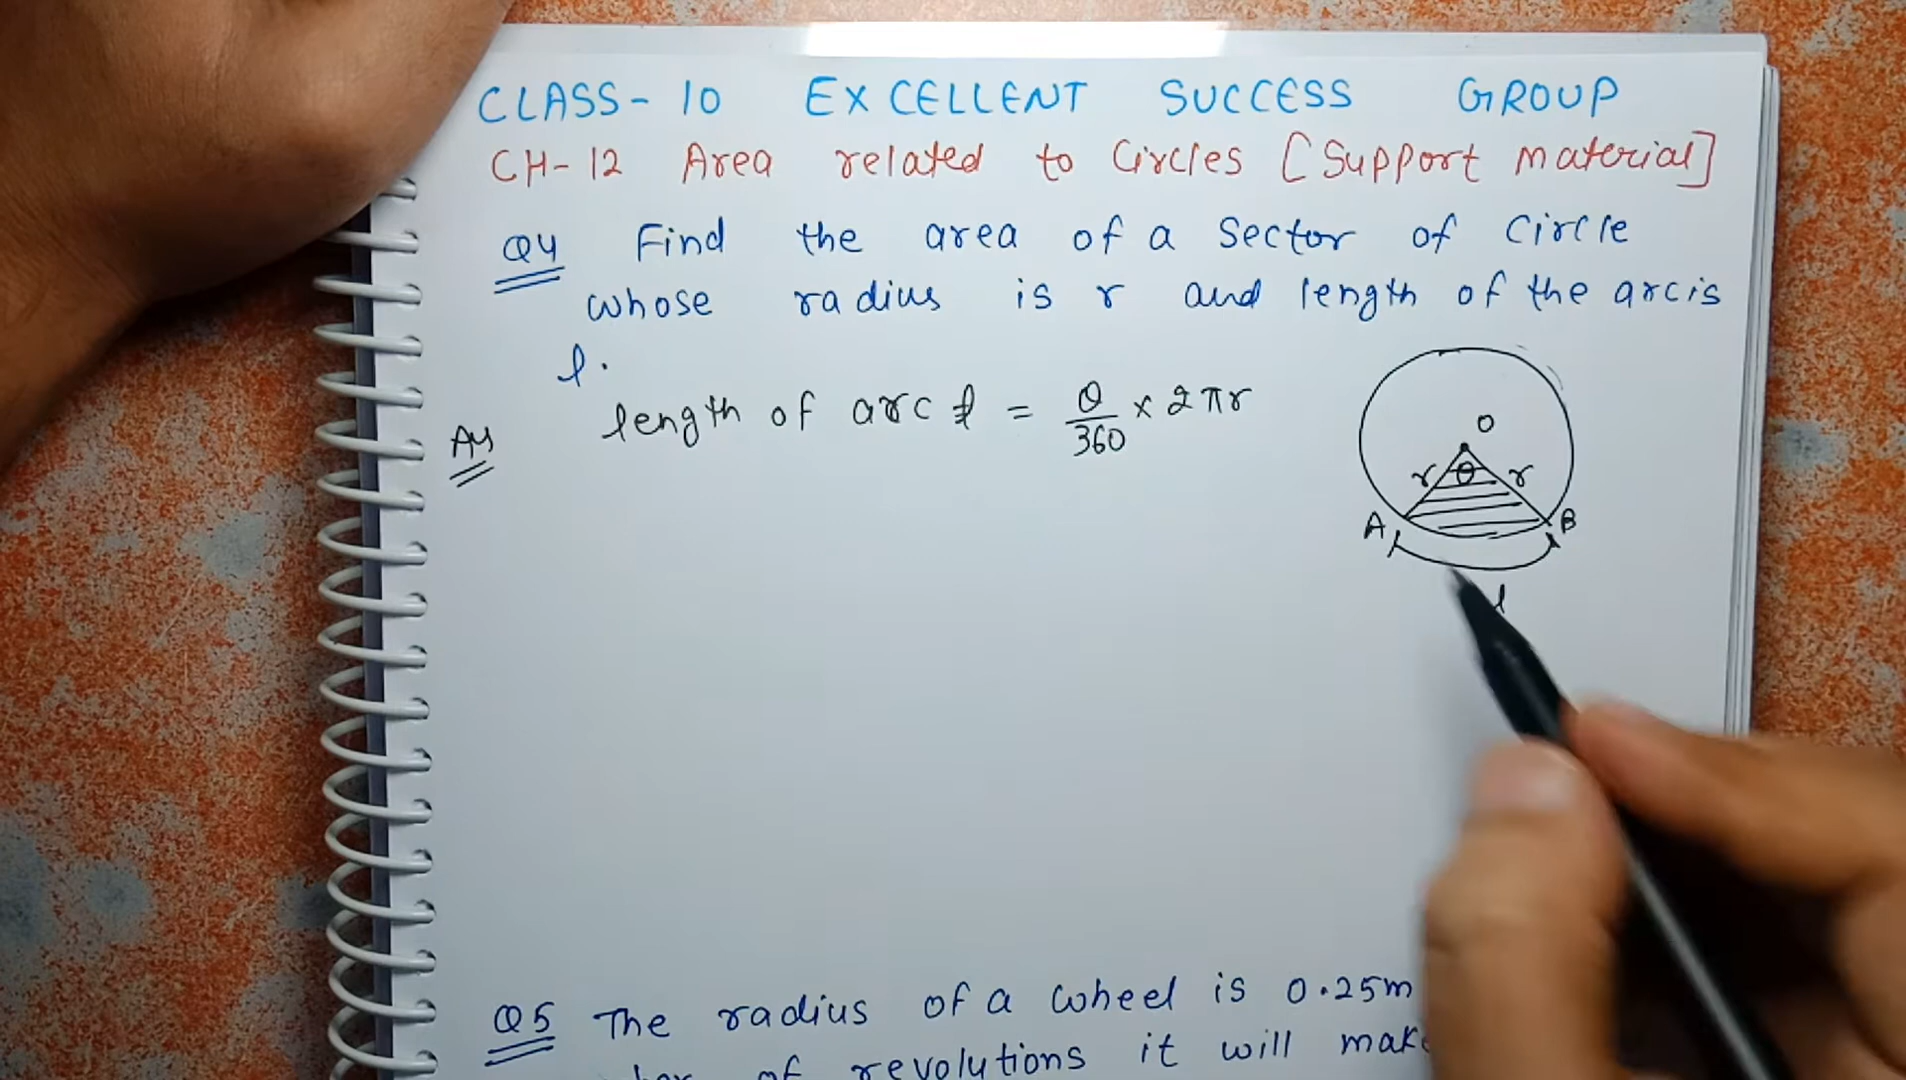 CLASS-10 EXCELLENT SUCCESS GROUP
CH-12 Area related to Circles [Support material]
Q4 Find the area of a Sector of Circle
whose radius is r and length of the arc is
l.
Ay length of arc l = θ/360 × 2πr
O
r θ r
A B
l
Q5 The radius of a wheel is 0.25m
of revolutions it will